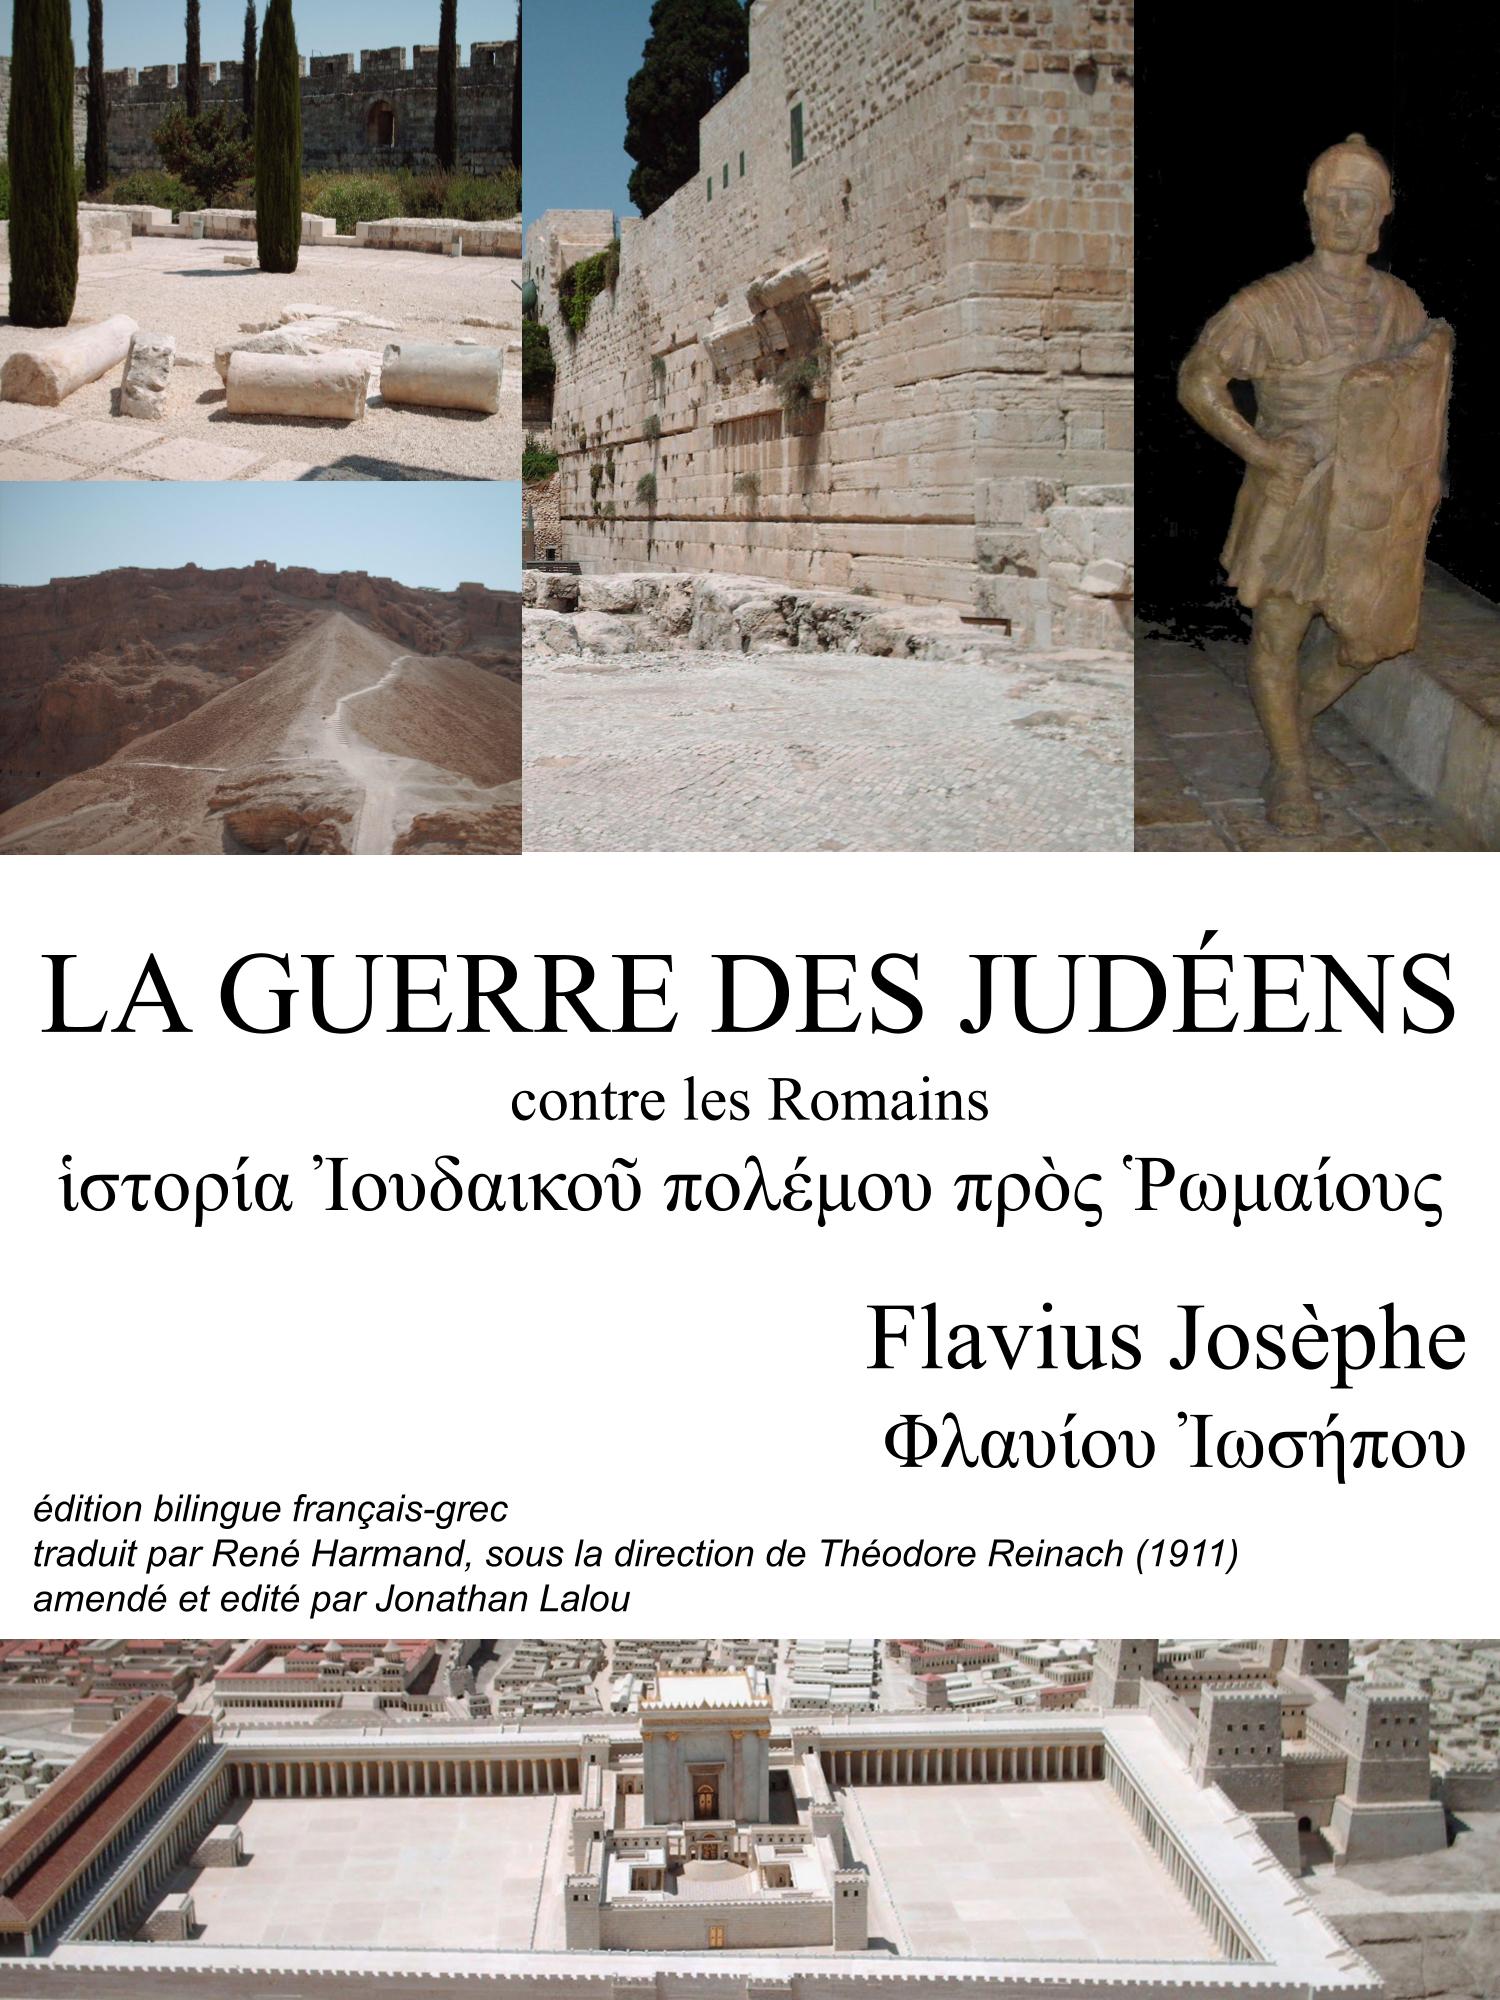 LA GUERRE DES JUDÉENS
contre les Romains
ἱστορία Ἰουδαικοῦ πολέμου πρὸς Ῥωμαίους
Flavius Josèphe
Φλαυίου Ἰωσήπου
édition bilingue français-grec
traduit par René Harmand, sous la direction de Théodore Reinach (1911)
amendé et edité par Jonathan Lalou